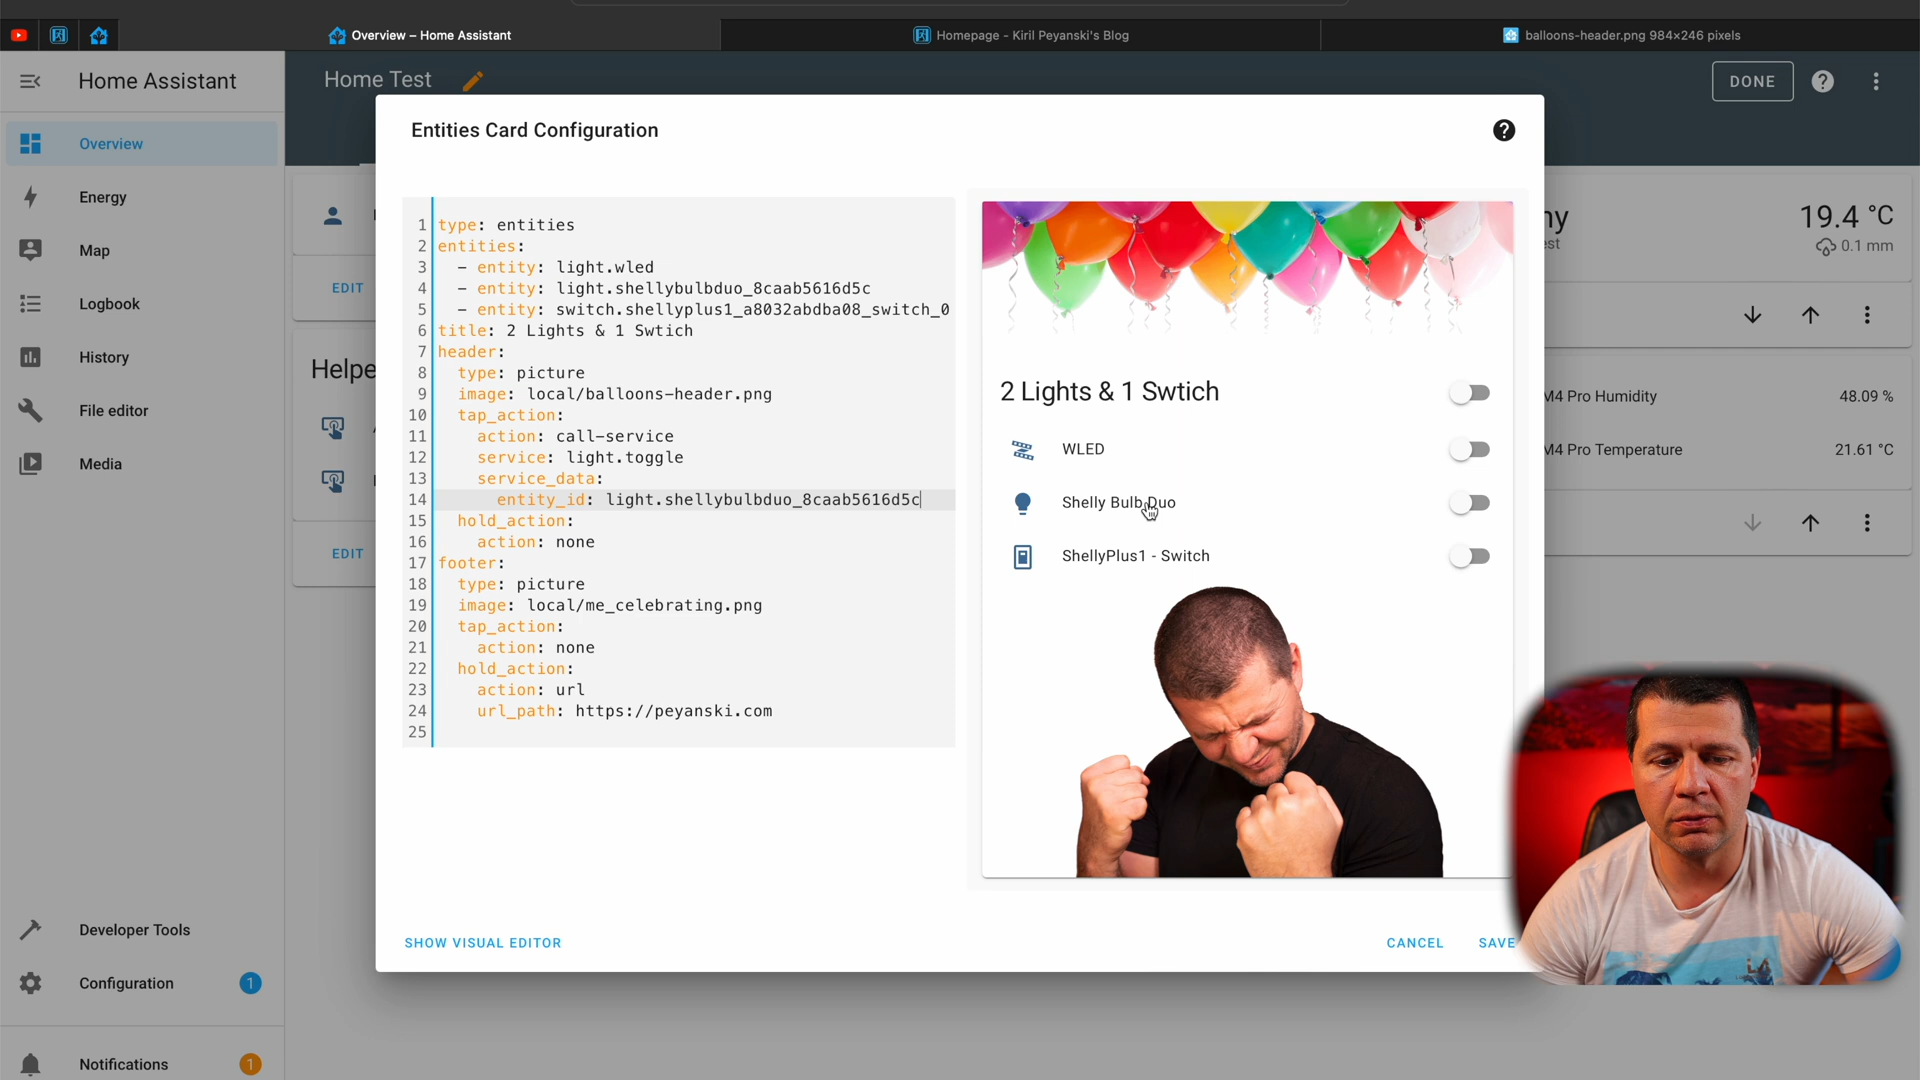 Overview – Home Assistant
Homepage - Kiril Peyanski's Blog
balloons-header.png 984×246 pixels
Home Assistant
Home Test
DONE
Overview
Energy
Map
Logbook
History
File editor
Media
Developer Tools
Configuration
1
Notifications
1
EDIT
Helpe
EDIT
Entities Card Configuration
1 type: entities
2 entities:
3 - entity: light.wled
4 - entity: light.shellybulbduo_8caab5616d5c
5 - entity: switch.shellyplus1_a8032abdba08_switch_0
6 title: 2 Lights & 1 Swtich
7 header:
8 type: picture
9 image: local/balloons-header.png
10 tap_action:
11 action: call-service
12 service: light.toggle
13 service_data:
14 entity_id: light.shellybulbduo_8caab5616d5c
15 hold_action:
16 action: none
17 footer:
18 type: picture
19 image: local/me_celebrating.png
20 tap_action:
21 action: none
22 hold_action:
23 action: url
24 url_path: https://peyanski.com
25
2 Lights & 1 Swtich
WLED
Shelly Bulb Duo
ShellyPlus1 - Switch
SHOW VISUAL EDITOR
CANCEL
SAVE
ny
est
19.4 °C
0.1 mm
M4 Pro Humidity
48.09 %
M4 Pro Temperature
21.61 °C